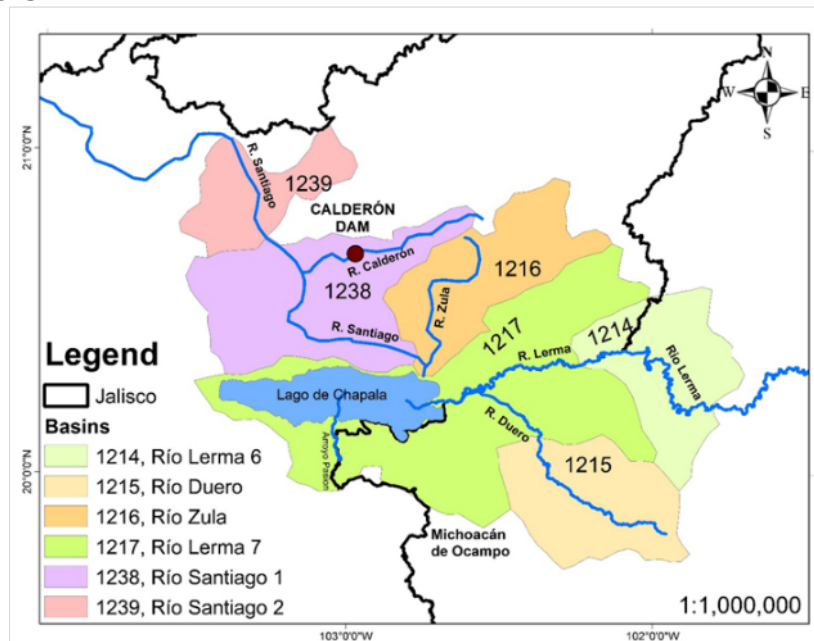 N
W
E
S
21°0'0"N
R. Santiago
1239
CALDERÓN
DAM
R. Calderón
1216
1238
R. Zula
R. Santiago
1217
1214
R. Lerma
Río Lerma
Legend
Jalisco
Lago de Chapala
Basins
R. Duero
Arroyo Pasion
1214, Río Lerma 6
20°0'0"N
1215
1215, Río Duero
1216, Río Zula
1217, Río Lerma 7
Michoacán
de Ocampo
1238, Río Santiago 1
1239, Río Santiago 2
1:1,000,000
103°0'0"W
102°0'0"W